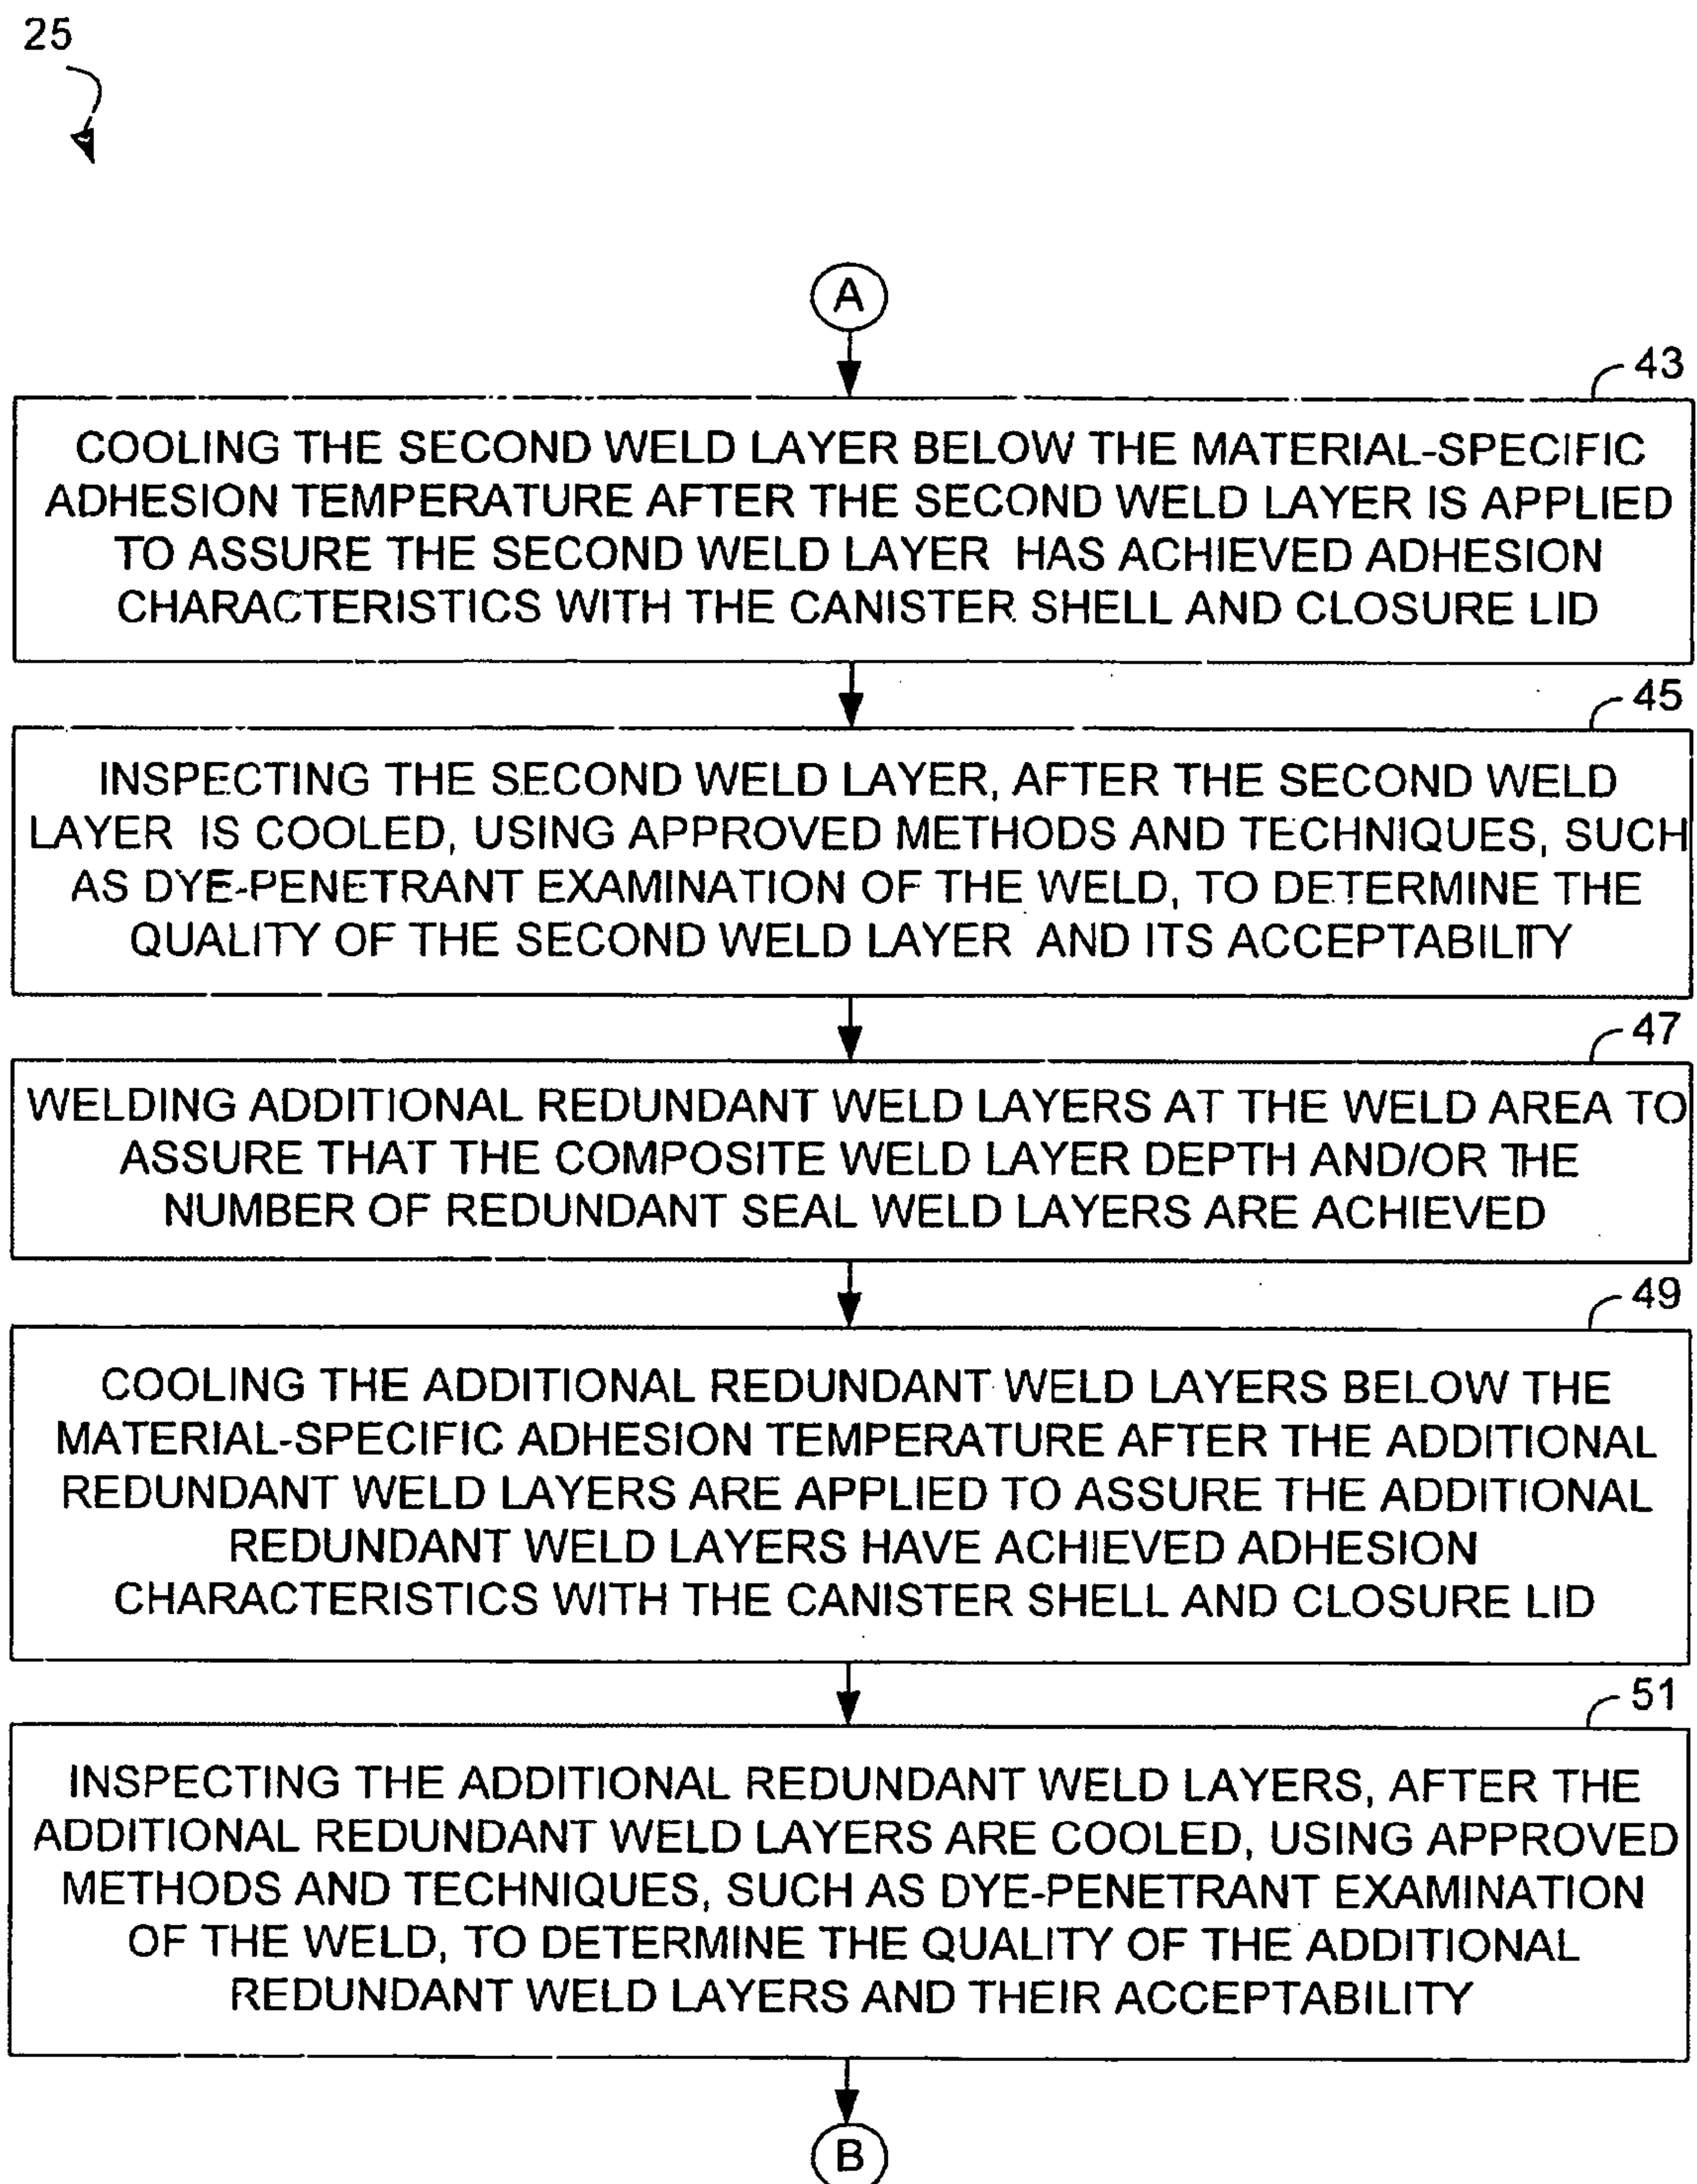 25
A
43
COOLING THE SECOND WELD LAYER BELOW THE MATERIAL-SPECIFIC
ADHESION TEMPERATURE AFTER THE SECOND WELD LAYER IS APPLIED
TO ASSURE THE SECOND WELD LAYER HAS ACHIEVED ADHESION
CHARACTERISTICS WITH THE CANISTER SHELL AND CLOSURE LID
45
INSPECTING THE SECOND WELD LAYER, AFTER THE SECOND WELD
LAYER IS COOLED, USING APPROVED METHODS AND TECHNIQUES, SUCH
AS DYE-PENETRANT EXAMINATION OF THE WELD, TO DETERMINE THE
QUALITY OF THE SECOND WELD LAYER AND ITS ACCEPTABILITY
47
WELDING ADDITIONAL REDUNDANT WELD LAYERS AT THE WELD AREA TO
ASSURE THAT THE COMPOSITE WELD LAYER DEPTH AND/OR THE
NUMBER OF REDUNDANT SEAL WELD LAYERS ARE ACHIEVED
49
COOLING THE ADDITIONAL REDUNDANT WELD LAYERS BELOW THE
MATERIAL-SPECIFIC ADHESION TEMPERATURE AFTER THE ADDITIONAL
REDUNDANT WELD LAYERS ARE APPLIED TO ASSURE THE ADDITIONAL
REDUNDANT WELD LAYERS HAVE ACHIEVED ADHESION
CHARACTERISTICS WITH THE CANISTER SHELL AND CLOSURE LID
51
INSPECTING THE ADDITIONAL REDUNDANT WELD LAYERS, AFTER THE
ADDITIONAL REDUNDANT WELD LAYERS ARE COOLED, USING APPROVED
METHODS AND TECHNIQUES, SUCH AS DYE-PENETRANT EXAMINATION
OF THE WELD, TO DETERMINE THE QUALITY OF THE ADDITIONAL
REDUNDANT WELD LAYERS AND THEIR ACCEPTABILITY
B